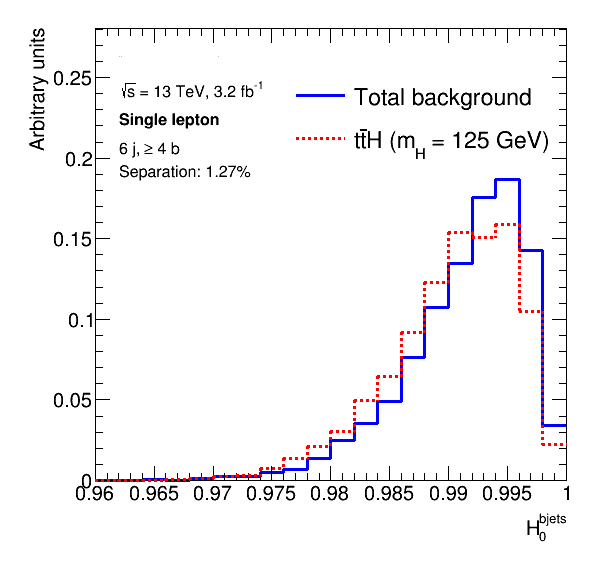 Arbitrary units
0.25
0.2
0.15
0.1
0.05
0
√s = 13 TeV, 3.2 fb⁻¹
Single lepton
6 j, ≥ 4 b
Separation: 1.27%
Total background
tt̄H (m_H = 125 GeV)
0.96 0.965 0.97 0.975 0.98 0.985 0.99 0.995 1
H₀^bjets